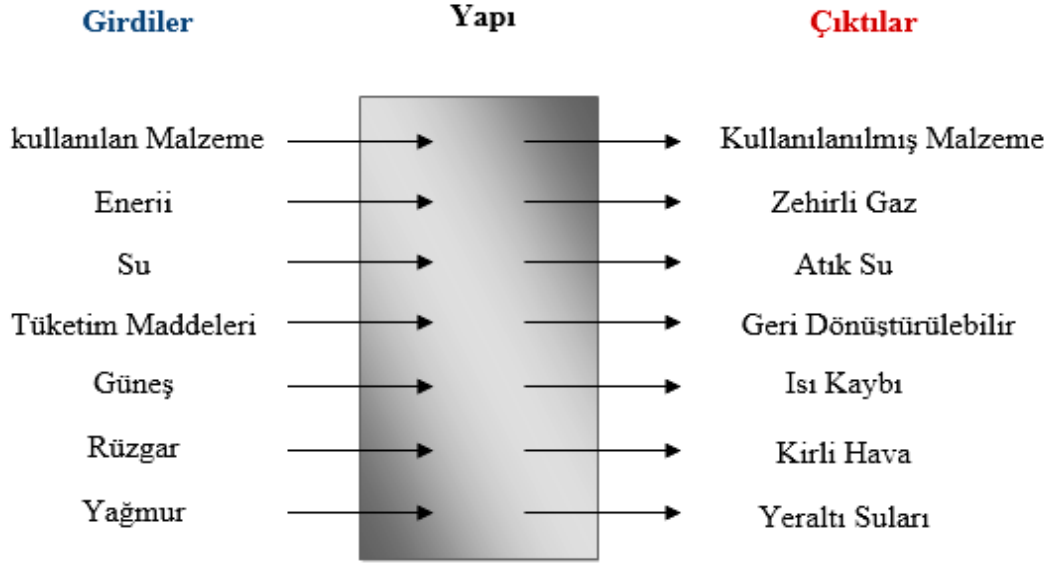 Girdiler Yapı Çıktılar
kullanılan Malzeme Kullanılanılmış Malzeme
Enerii Zehirli Gaz
Su Atık Su
Tüketim Maddeleri Geri Dönüştürülebilir
Güneş Isı Kaybı
Rüzgar Kirli Hava
Yağmur Yeraltı Suları